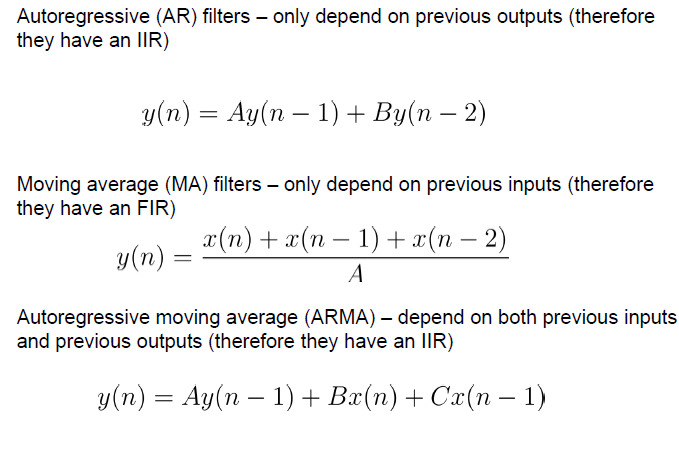 Autoregressive (AR) filters – only depend on previous outputs (therefore
they have an IIR)
y(n) = Ay(n − 1) + By(n − 2)
Moving average (MA) filters – only depend on previous inputs (therefore
they have an FIR)
y(n) = \frac{x(n) + x(n − 1) + x(n − 2)}{A}
Autoregressive moving average (ARMA) – depend on both previous inputs
and previous outputs (therefore they have an IIR)
y(n) = Ay(n − 1) + Bx(n) + Cx(n − 1)